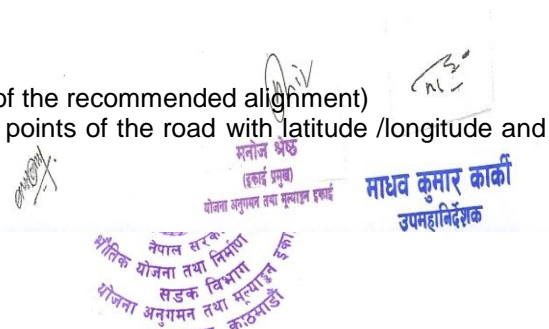 of the recommended alignment)
points of the road with latitude /longitude and
मनोज श्रेष्ठ
(इकाई प्रमुख)
योजना अनुगमन तथा मूल्याङ्कन इकाई
माधव कुमार कार्की
उपमहानिर्देशक
नेपाल सरकार
भौतिक योजना तथा निर्माण
सडक विभाग
योजना अनुगमन तथा मूल्याङ्कन इकाई
काठमाडौं